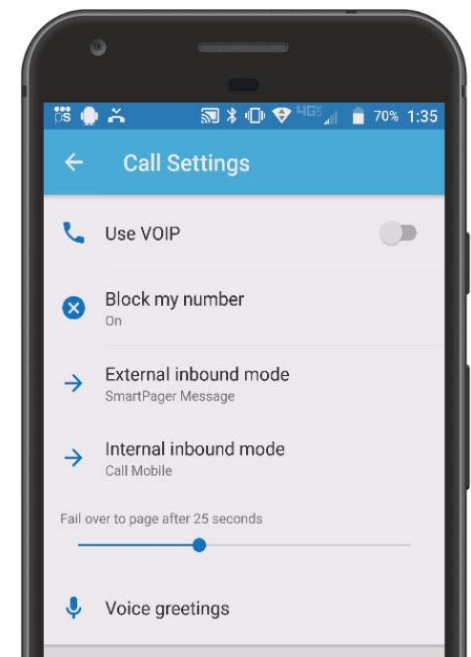 4GE 70% 1:35
Call Settings
Use VOIP
Block my number
On
External inbound mode
SmartPager Message
Internal inbound mode
Call Mobile
Fail over to page after 25 seconds
Voice greetings